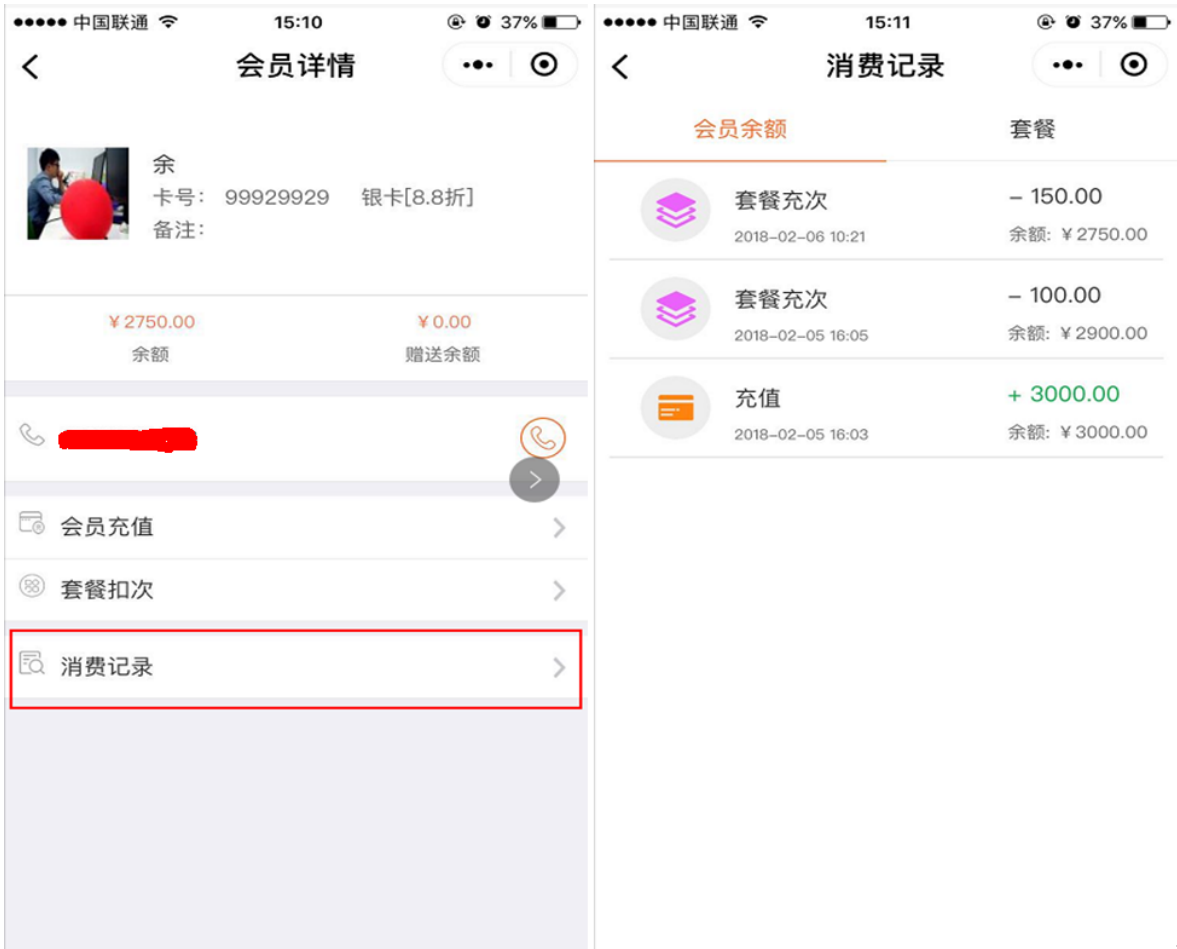 中国联通
15:10
37%
会员详情
余
卡号: 99929929 银卡[8.8折]
备注:
¥2750.00
余额
¥0.00
赠送余额
会员充值
套餐扣次
消费记录
中国联通
15:11
37%
消费记录
会员余额
套餐
套餐充次
– 150.00
2018-02-06 10:21
余额: ¥2750.00
套餐充次
– 100.00
2018-02-05 16:05
余额: ¥2900.00
充值
+ 3000.00
2018-02-05 16:03
余额: ¥3000.00